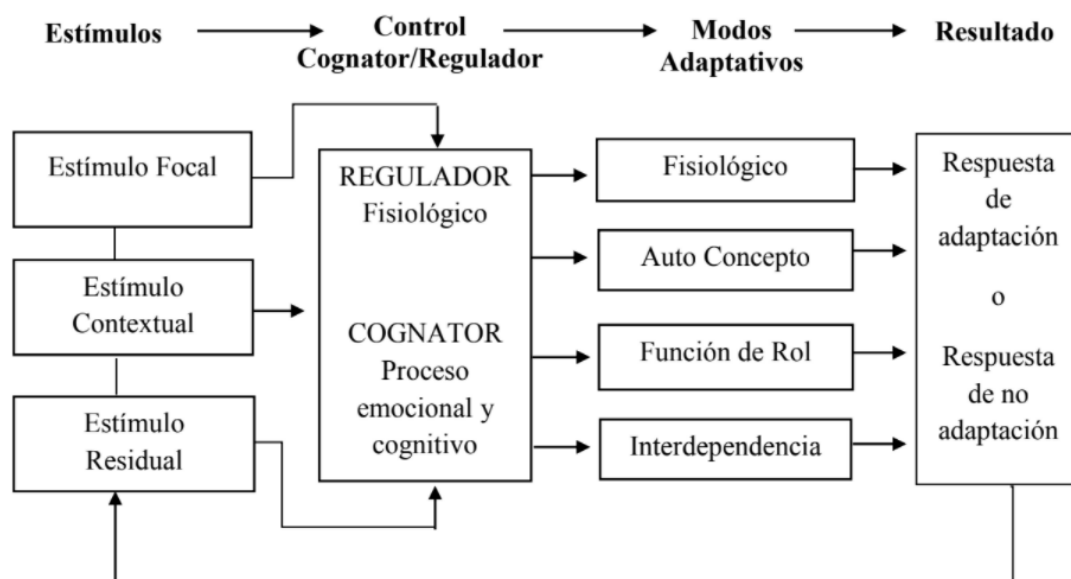 Estímulos
Control
Cognator/Regulador
Modos
Adaptativos
Resultado
Estímulo Focal
Estímulo
Contextual
Estímulo
Residual
REGULADOR
Fisiológico
COGNATOR
Proceso
emocional y
cognitivo
Fisiológico
Auto Concepto
Función de Rol
Interdependencia
Respuesta
de
adaptación
o
Respuesta
de no
adaptación